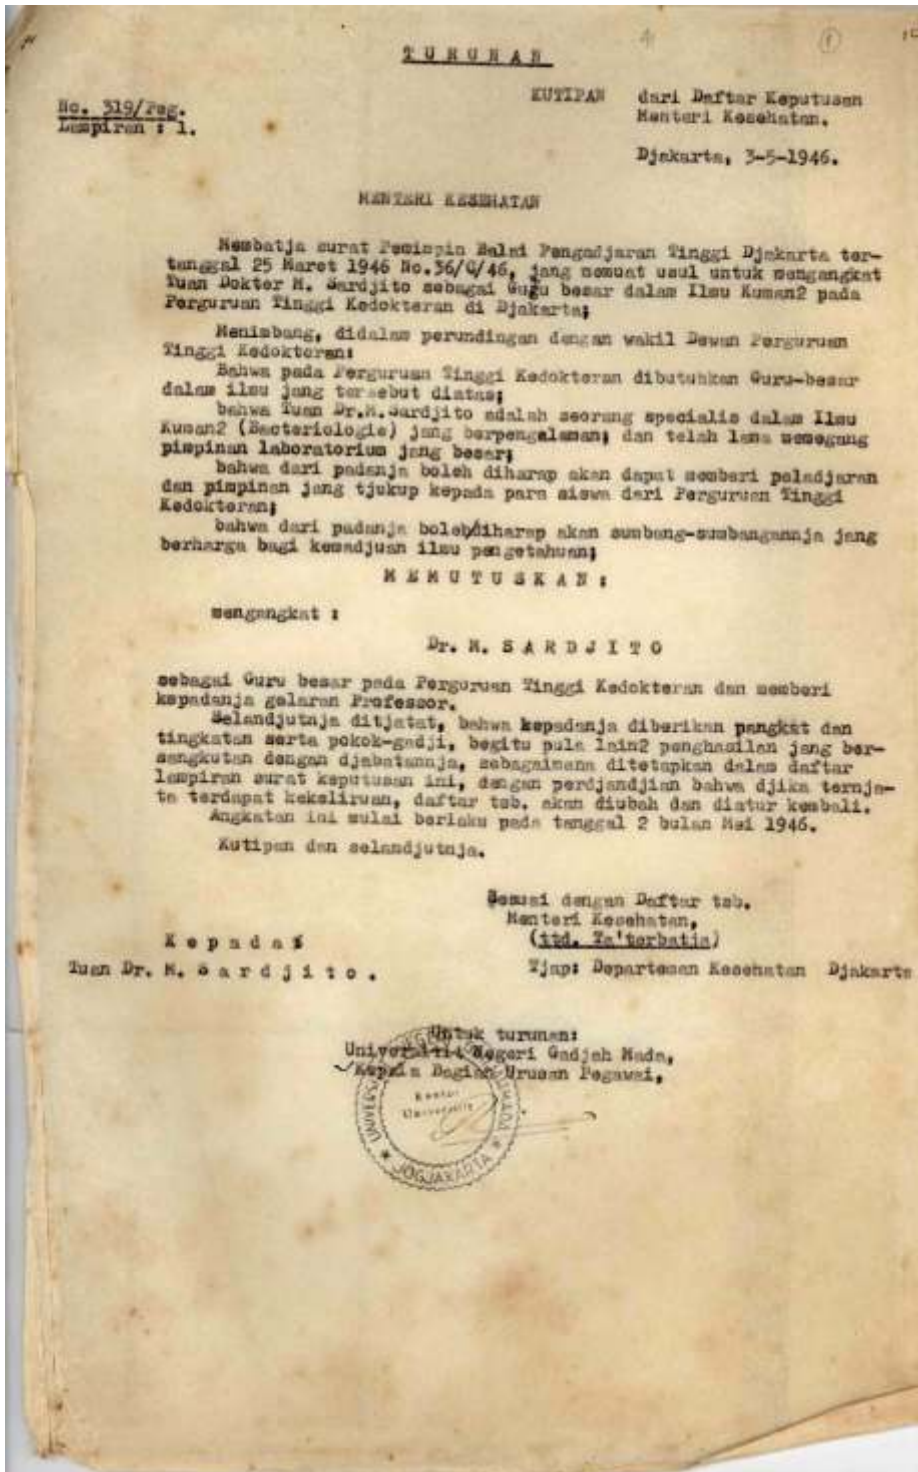 TURUNAN
No. 319/Peg.
Lampiran : 1.
KUTIPAN dari Daftar Keputusan
Menteri Kesehatan.
Djakarta, 3-5-1946.
MENTERI KESEHATAN
Membatja surat Pemimpin Balai Pengadjaran Tinggi Djakarta ter-
tanggal 25 Maret 1946 No.36/C/46, jang memuat usul untuk mengangkat
Tuan Dokter M. Sardjito sebagai Gugu besar dalam Ilmu Kuman2 pada
Perguruan Tinggi Kedokteran di Djakarta;
Menimbang, didalam perundingan dengan wakil Dewan Perguruan
Tinggi Kedokteran:
Bahwa pada Perguruan Tinggi Kedokteran dibutuhkan Guru-besar
dalam ilmu jang tersebut diatas;
bahwa Tuan Dr.M.Sardjito adalah seorang specialis dalam Ilmu
Kuman2 (Bacteriologie) jang berpengalaman; dan telah lama memegang
pimpinan laboratorium jang besar;
bahwa dari padanja boleh diharap akan dapat memberi peladjaran
dan pimpinan jang tjukup kepada para siswa dari Perguruan Tinggi
Kedokteran;
bahwa dari padanja boleh/diharap akan sumbang-sumbangannja jang
berharga bagi kemadjuan ilmu pengetahuan;
MEMUTUSKAN :
mengangkat :
Dr. M. SARDJITO
sebagai Guru besar pada Perguruan Tinggi Kedokteran dan memberi
kepadanja gelaran Professor.
Selandjutnja ditjatat, bahwa kepadanja diberikan pangkat dan
tingkatan serta pokok-gadji, begitu pula lain2 penghasilan jang ber-
sangkutan dengan djabatannja, sebagaimana ditetapkan dalam daftar
lampiran surat keputusan ini, dengan perdjandjian bahwa djika ternja-
ta terdapat kekeliruan, daftar tsb. akan diubah dan diatur kembali.
Angkatan ini mulai berlaku pada tanggal 2 bulan Mei 1946.
Kutipan dan selandjutnja.
Sesuai dengan Daftar tsb.
Menteri Kesehatan,
(ttd. Ta'terbatja)
Tjap: Departemen Kesehatan Djakarta
Kepada
Tuan Dr. M. Sardjito.
Untuk turunan:
Universitit Negeri Gadjah Mada,
Kepala Bagian Urusan Pegawai,
Kantor
JOGJAKARTA